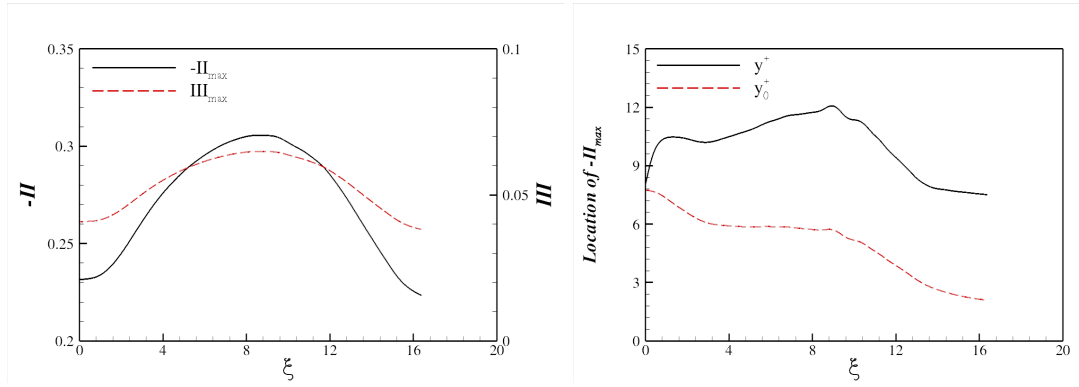 0.35
0.3
0.25
0.2
-II
-II_max
III_max
0.1
0.05
0
III
0 4 8 12 16 20
ξ
15
12
9
6
3
0
Location of -II_max
y⁺
y₀⁺
0 4 8 12 16 20
ξ